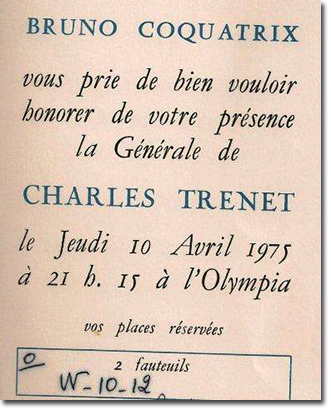 BRUNO COQUATRIX
vous prie de bien vouloir
honorer de votre présence
la Générale de
CHARLES TRENET
le Jeudi 10 Avril 1975
à 21 h. 15 à l'Olympia
vos places réservées
2 fauteuils
O
W-10-12